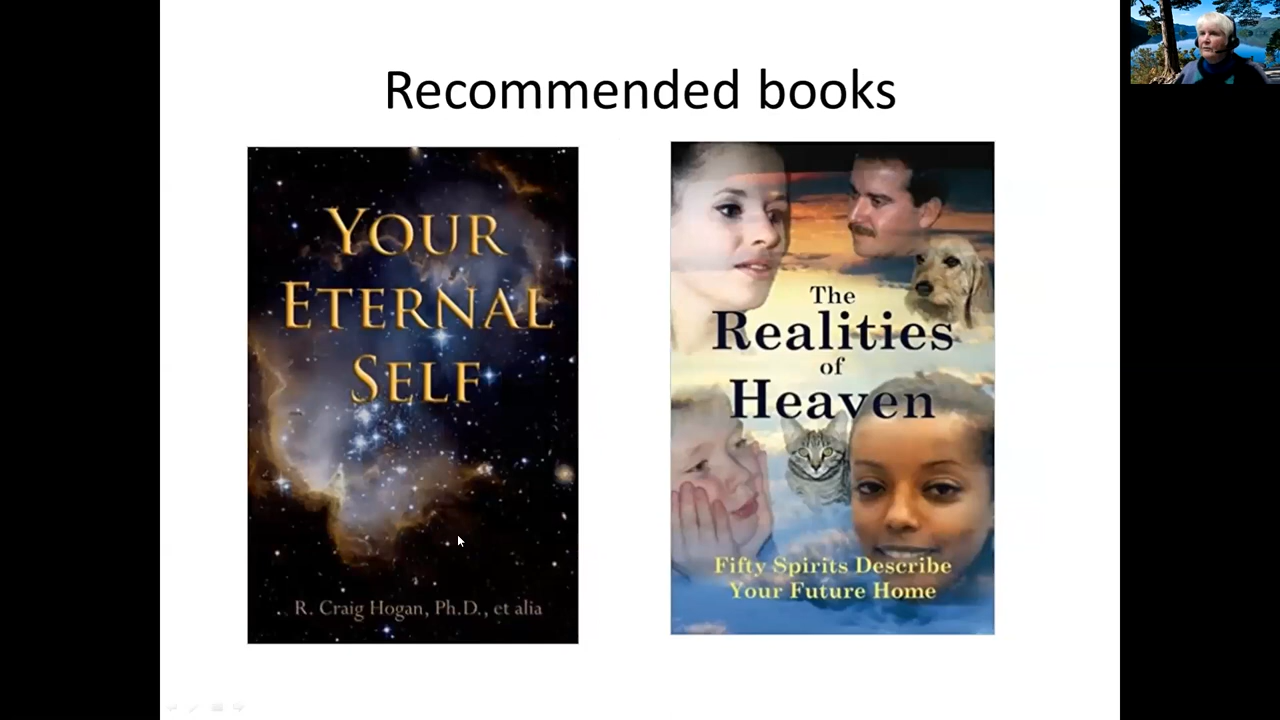 Recommended books
YOUR
ETERNAL
SELF
R. Craig Hogan, Ph.D., et alia
The
Realities
of
Heaven
Fifty Spirits Describe
Your Future Home